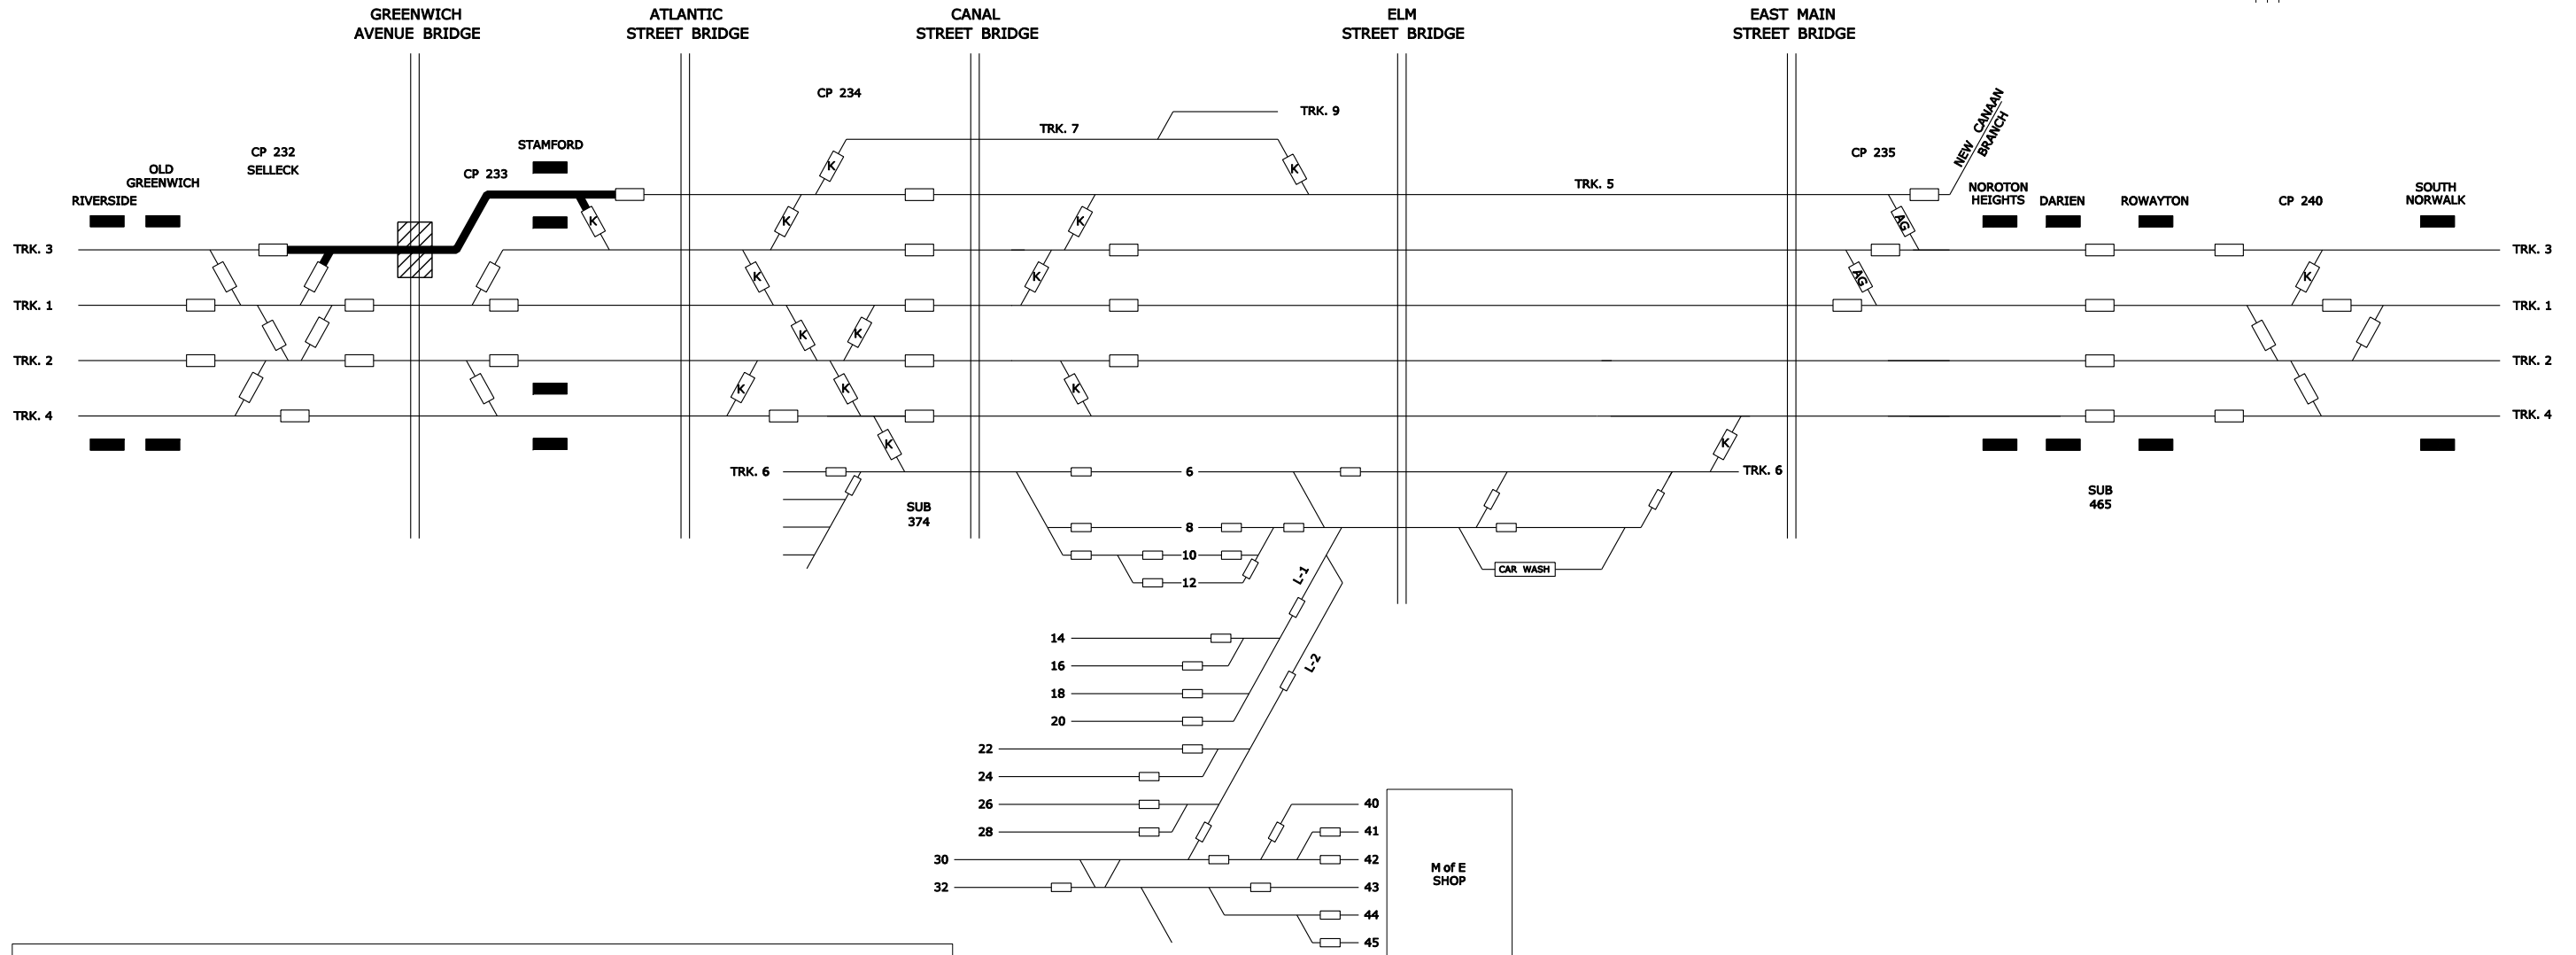 GREENWICH
AVENUE BRIDGE
ATLANTIC
STREET BRIDGE
CANAL
STREET BRIDGE
ELM
STREET BRIDGE
EAST MAIN
STREET BRIDGE
CP 234
TRK. 9
TRK. 7
NEW CANAAN
BRANCH
STAMFORD
CP 232
SELLECK
CP 233
OLD
GREENWICH
RIVERSIDE
K
K
TRK. 5
CP 235
NOROTON
HEIGHTS
DARIEN
ROWAYTON
CP 240
SOUTH
NORWALK
K
K
K
AG
TRK. 3
TRK. 3
K
K
AG
K
TRK. 1
TRK. 1
K
K
TRK. 2
TRK. 2
K
K
K
TRK. 4
TRK. 4
K
K
TRK. 6
6
TRK. 6
SUB
374
SUB
465
8
10
12
CAR WASH
L-1
14
16
L-2
18
20
22
24
26
28
30
32
40
41
42
43
44
45
M of E
SHOP